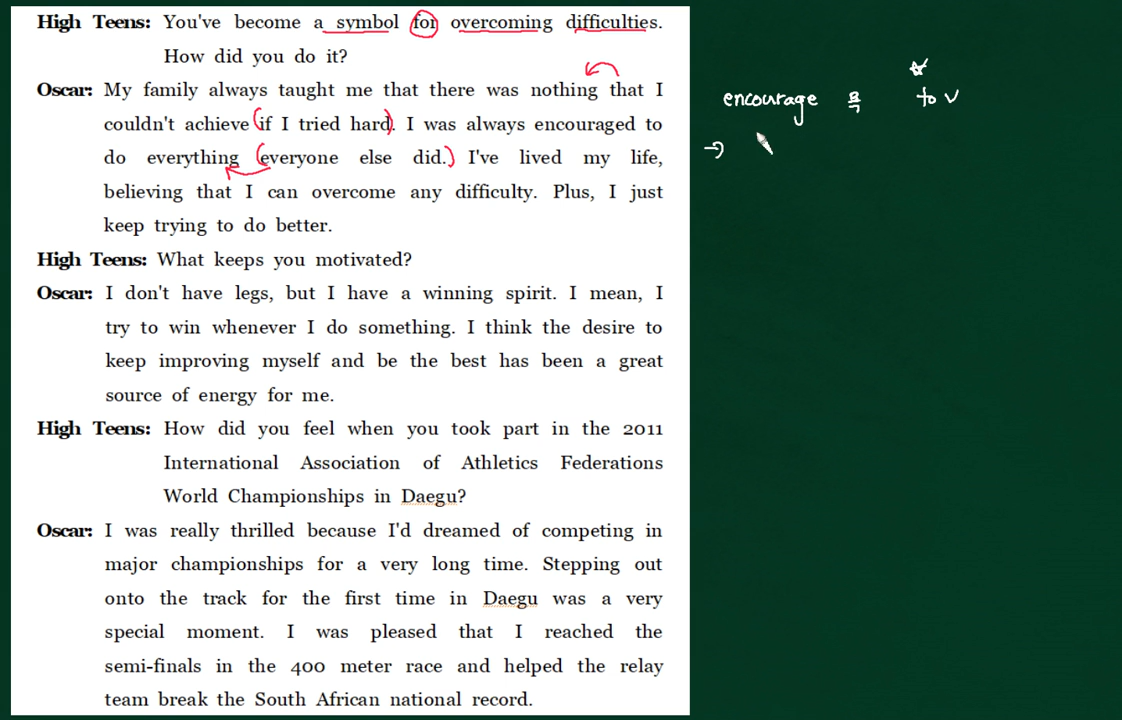 High Teens: You've become a symbol for overcoming difficulties.
How did you do it?
Oscar: My family always taught me that there was nothing that I
couldn't achieve (if I tried hard). I was always encouraged to
do everything (everyone else did.) I've lived my life,
believing that I can overcome any difficulty. Plus, I just
keep trying to do better.
High Teens: What keeps you motivated?
Oscar: I don't have legs, but I have a winning spirit. I mean, I
try to win whenever I do something. I think the desire to
keep improving myself and be the best has been a great
source of energy for me.
High Teens: How did you feel when you took part in the 2011
International Association of Athletics Federations
World Championships in Daegu?
Oscar: I was really thrilled because I'd dreamed of competing in
major championships for a very long time. Stepping out
onto the track for the first time in Daegu was a very
special moment. I was pleased that I reached the
semi-finals in the 400 meter race and helped the relay
team break the South African national record.
☆
encourage 목 to V
→